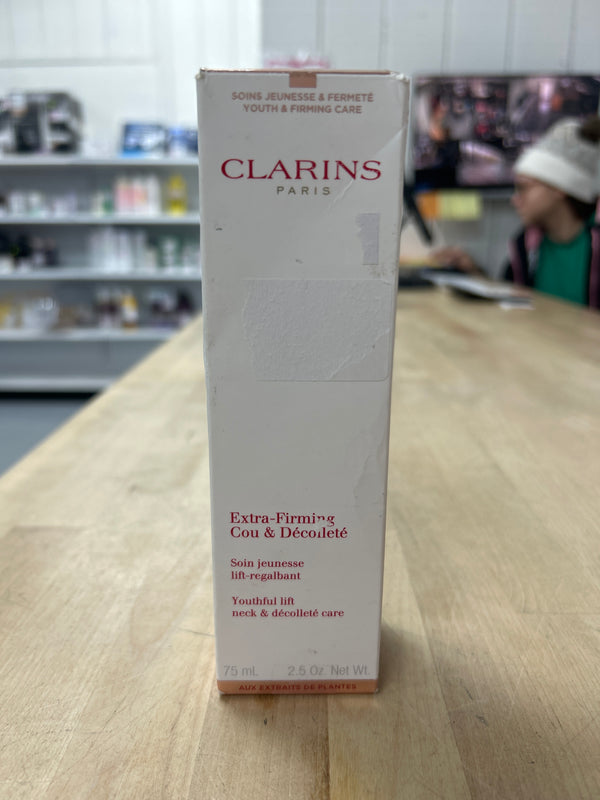 SOINS JEUNESSE & FERMETÉ
YOUTH & FIRMING CARE
CLARINS
PARIS
Extra-Firming
Cou & Décolleté
Soin jeunesse
lift-regalbant
Youthful lift
neck & décolleté care
75 mL 2.5 Oz. Net Wt.
AUX EXTRAITS DE PLANTES